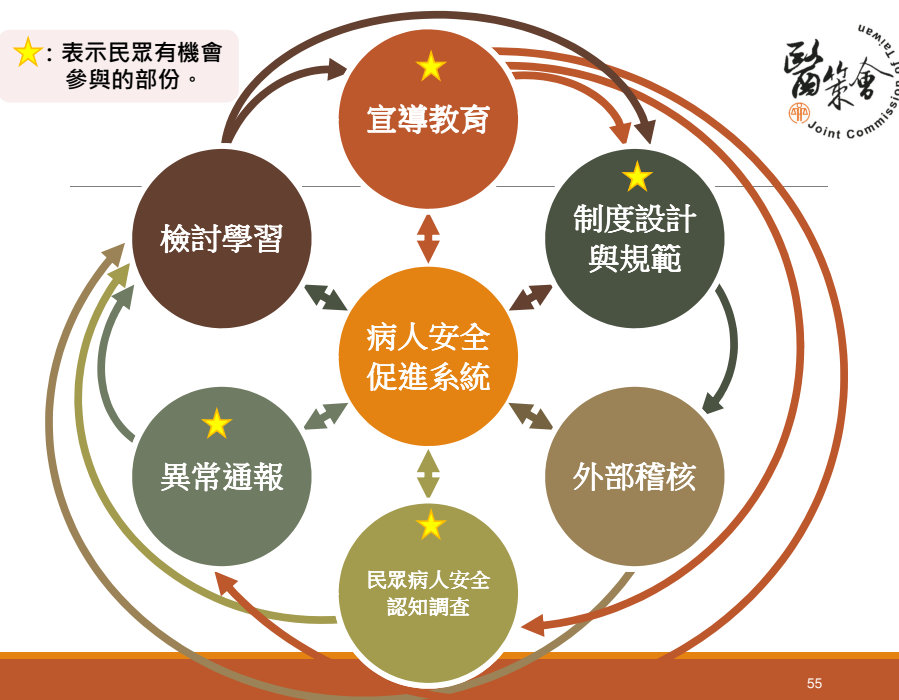 ：表示民眾有機會
參與的部份。
醫策會
Joint Commission of Taiwan
宣導教育
制度設計
與規範
檢討學習
病人安全
促進系統
異常通報
外部稽核
民眾病人安全
認知調查
55